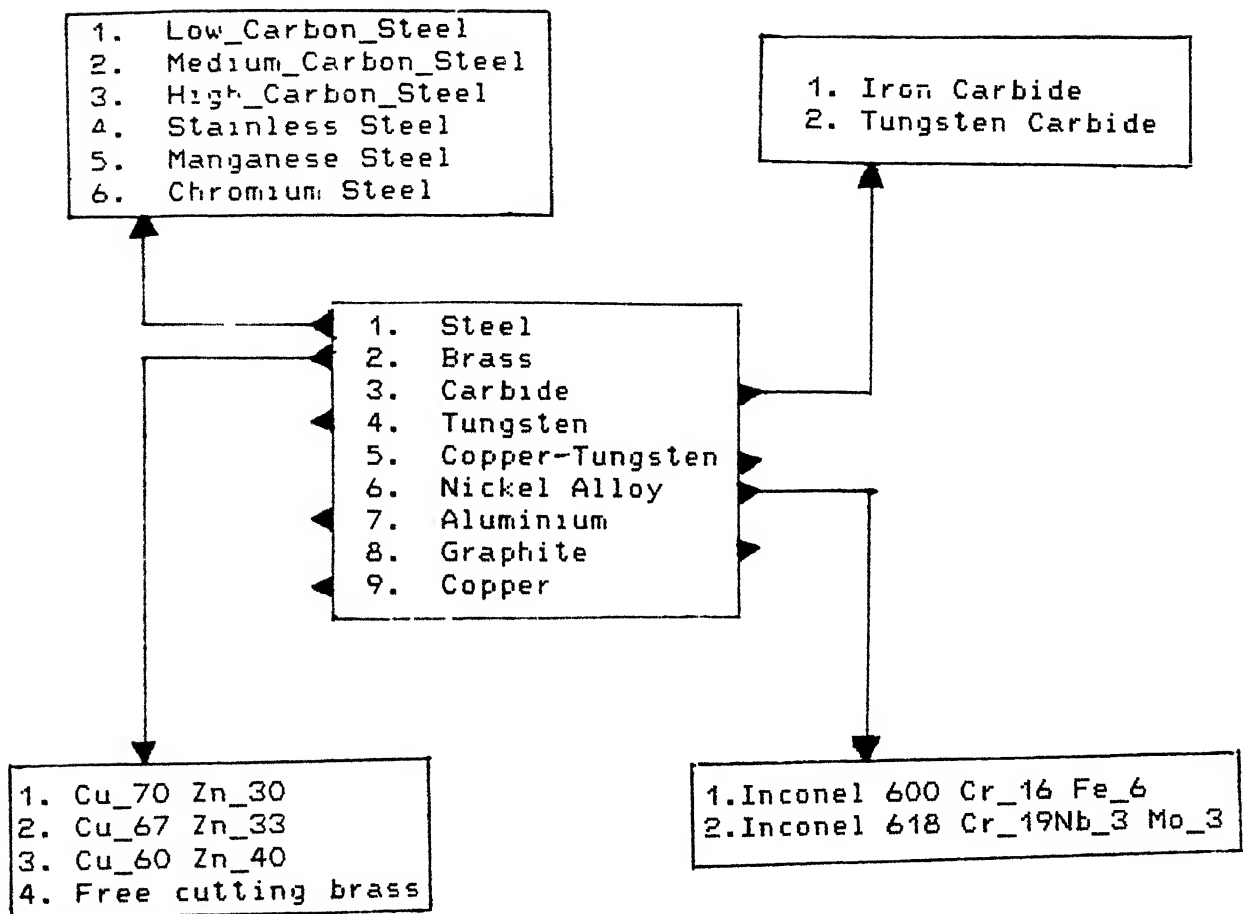 1. Low_Carbon_Steel
2. Medium_Carbon_Steel
3. High_Carbon_Steel
4. Stainless Steel
5. Manganese Steel
6. Chromium Steel
1. Iron Carbide
2. Tungsten Carbide
1. Steel
2. Brass
3. Carbide
4. Tungsten
5. Copper-Tungsten
6. Nickel Alloy
7. Aluminium
8. Graphite
9. Copper
1. Cu_70 Zn_30
2. Cu_67 Zn_33
3. Cu_60 Zn_40
4. Free cutting brass
1.Inconel 600 Cr_16 Fe_6
2.Inconel 618 Cr_19Nb_3 Mo_3